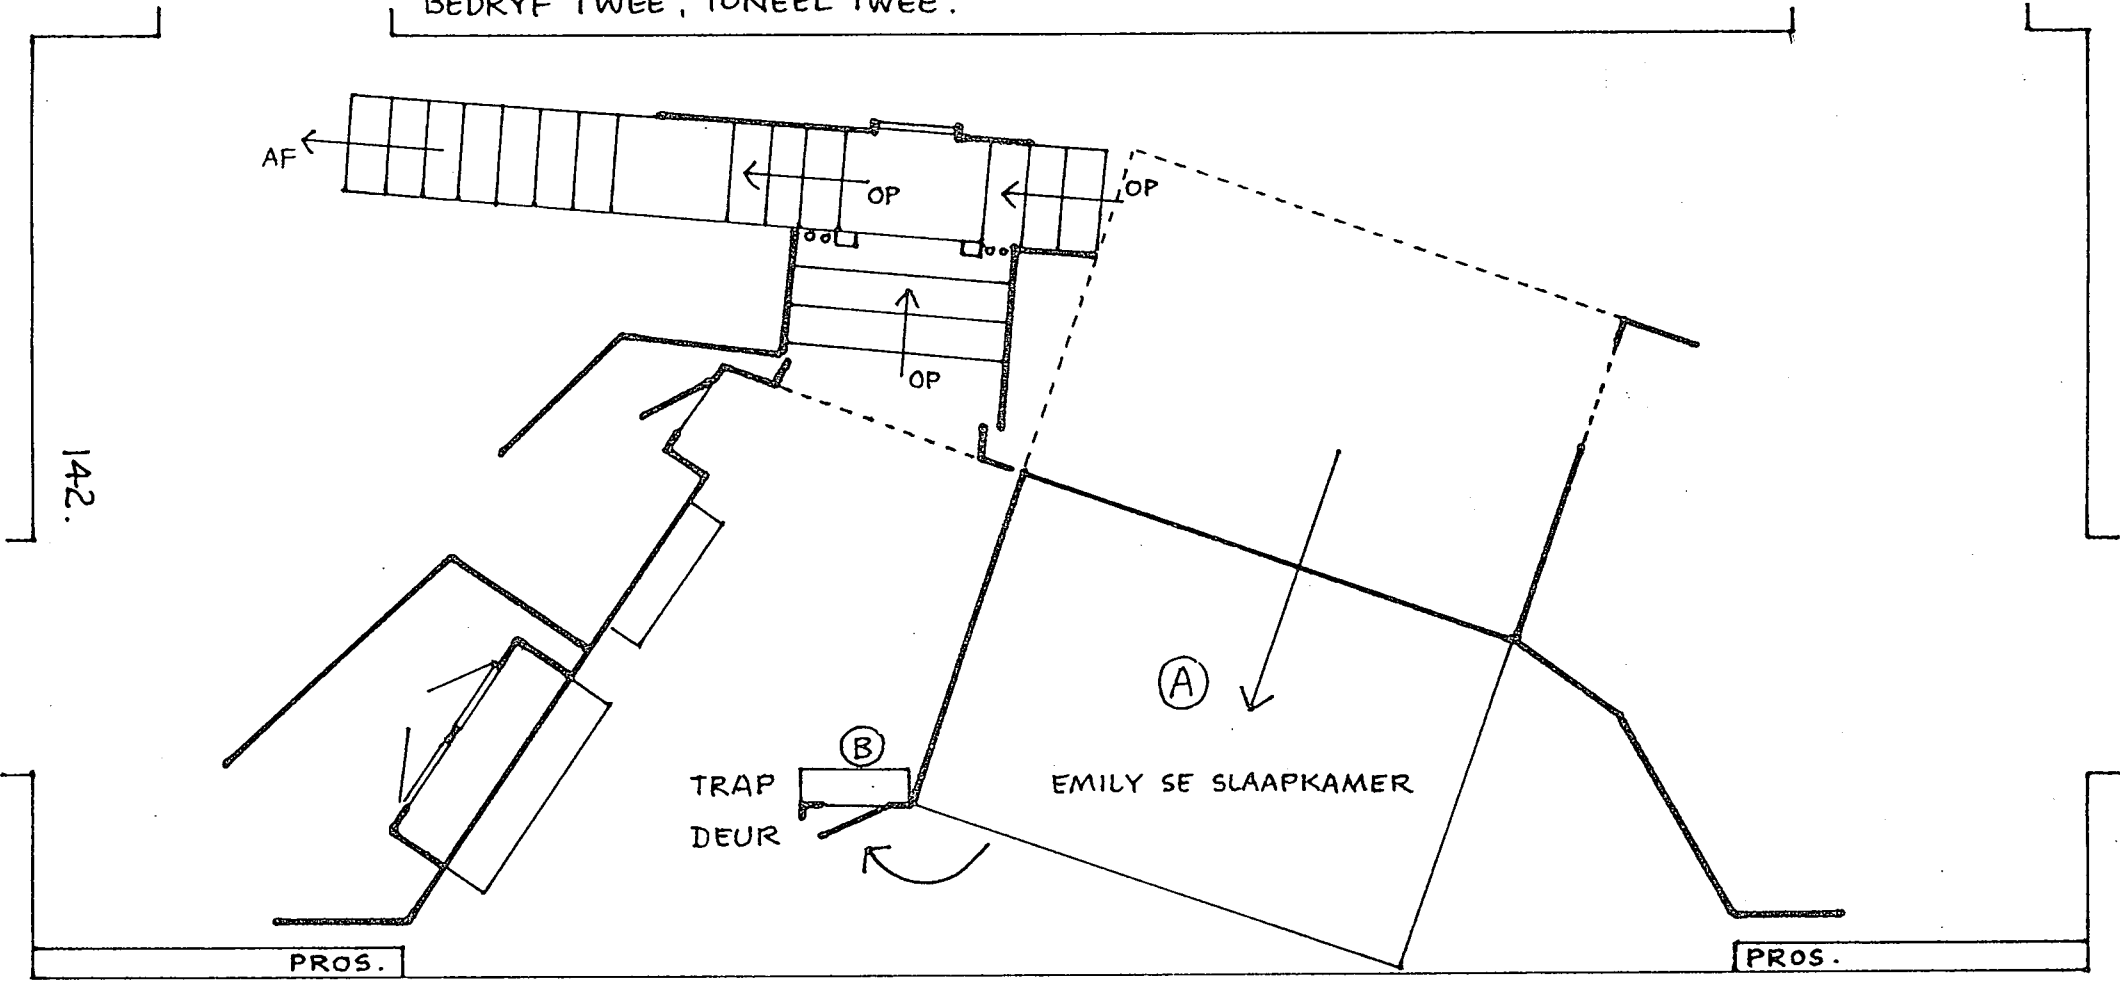 BEDRYF TWEE, TONEEL TWEE.
AF
OP
OP
OP
142.
A
B
TRAP
DEUR
EMILY SE SLAAPKAMER
PROS.
PROS.